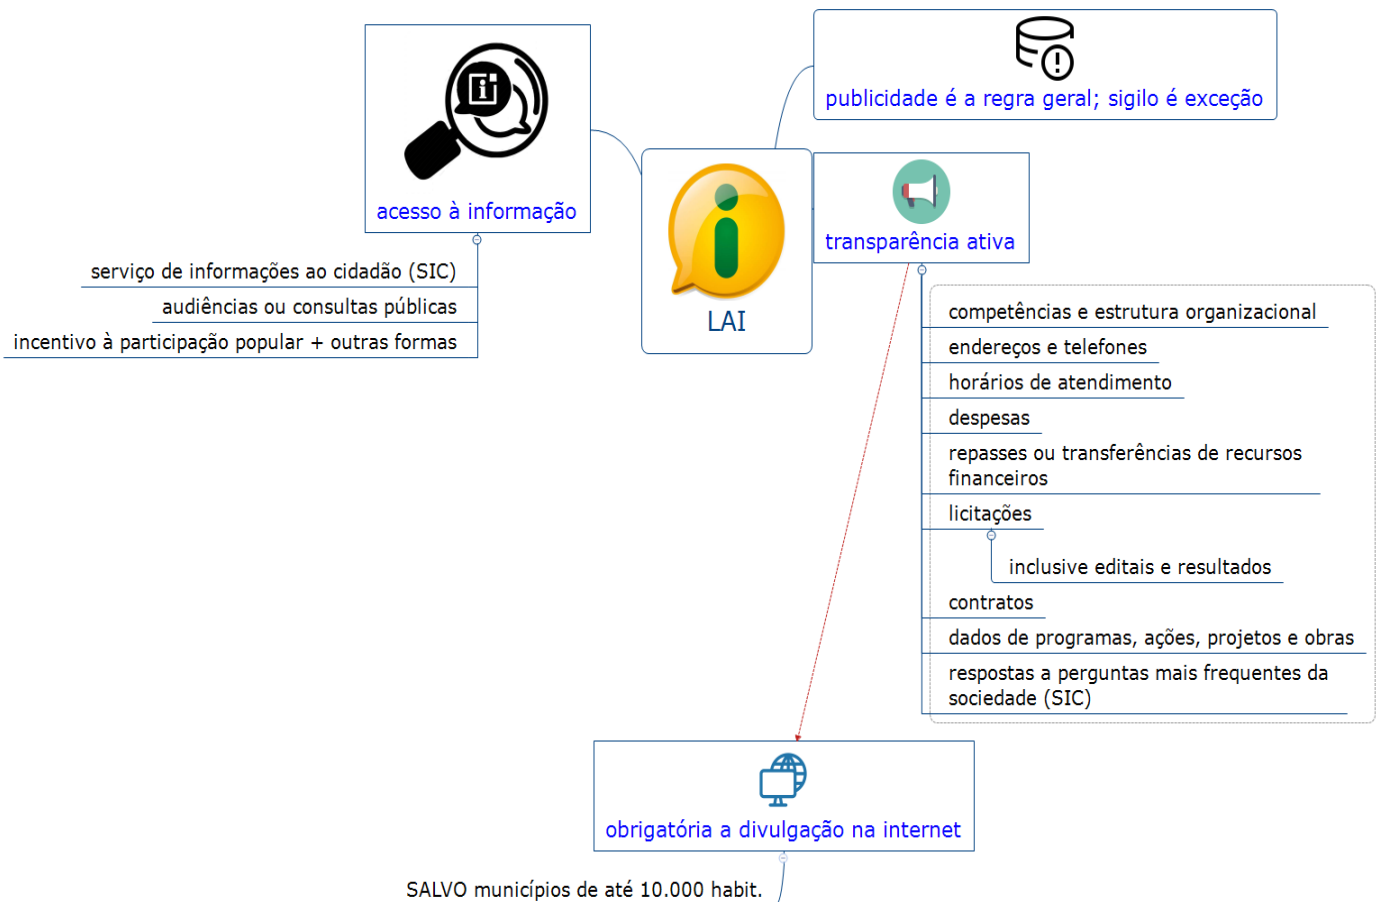 publicidade é a regra geral; sigilo é exceção
acesso à informação
serviço de informações ao cidadão (SIC)
audiências ou consultas públicas
incentivo à participação popular + outras formas
LAI
transparência ativa
competências e estrutura organizacional
endereços e telefones
horários de atendimento
despesas
repasses ou transferências de recursos
financeiros
licitações
inclusive editais e resultados
contratos
dados de programas, ações, projetos e obras
respostas a perguntas mais frequentes da
sociedade (SIC)
obrigatória a divulgação na internet
SALVO municípios de até 10.000 habit.